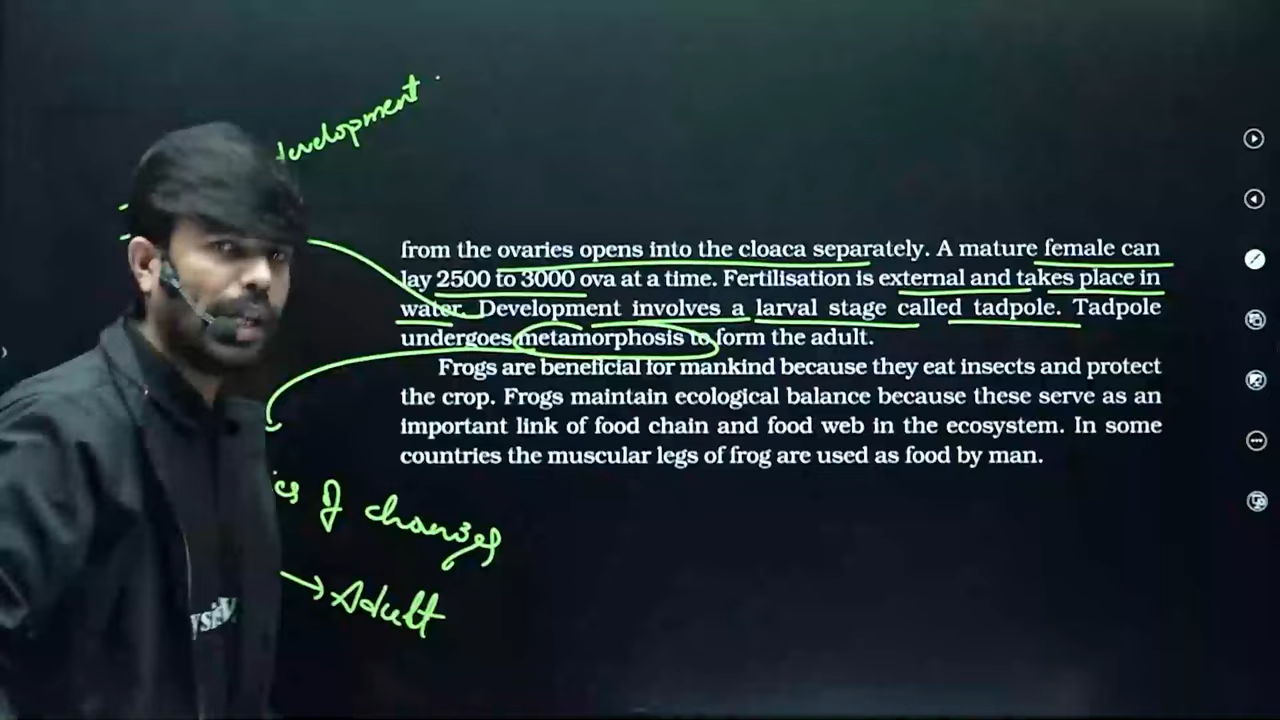 development
from the ovaries opens into the cloaca separately. A mature female can
lay 2500 to 3000 ova at a time. Fertilisation is external and takes place in
water. Development involves a larval stage called tadpole. Tadpole
undergoes metamorphosis to form the adult.
Frogs are beneficial for mankind because they eat insects and protect
the crop. Frogs maintain ecological balance because these serve as an
important link of food chain and food web in the ecosystem. In some
countries the muscular legs of frog are used as food by man.
of changes
→ Adult